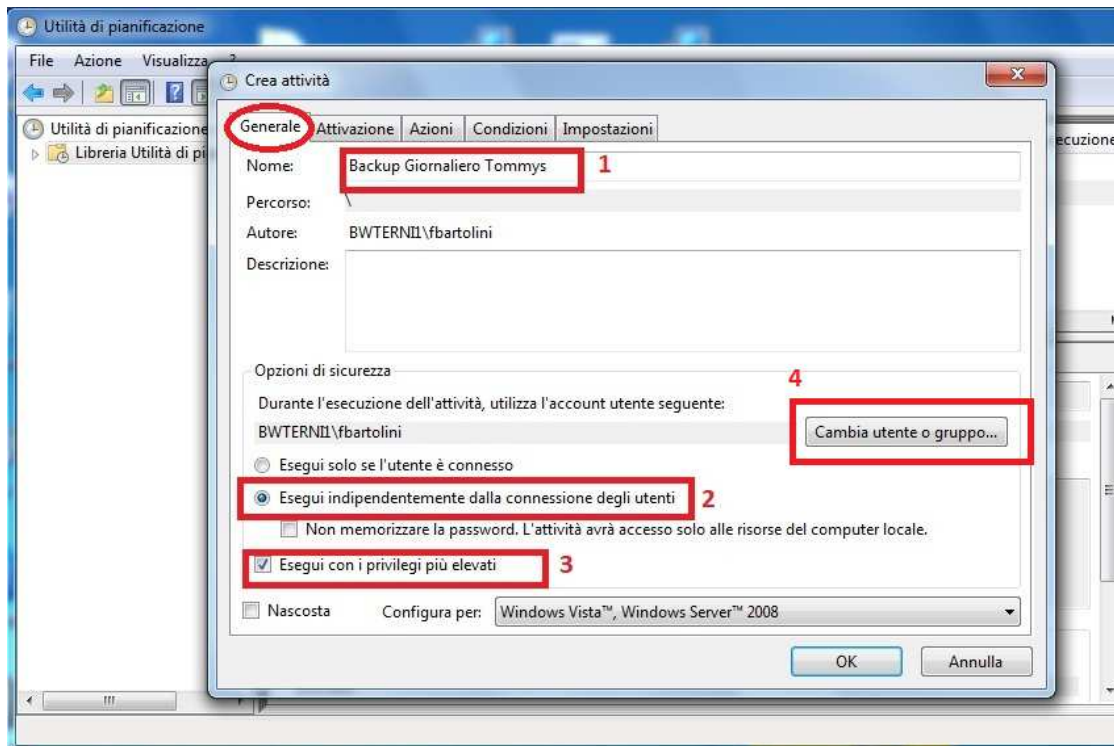 Utilità di pianificazione
File Azione Visualizza ?
Crea attività
Utilità di pianificazione
Libreria Utilità di pi
Generale Attivazione Azioni Condizioni Impostazioni
ecuzione
Nome: Backup Giornaliero Tommys 1
Percorso: \
Autore: BWTERNI1\fbartolini
Descrizione:
Opzioni di sicurezza
4
Durante l'esecuzione dell'attività, utilizza l'account utente seguente:
BWTERNI1\fbartolini Cambia utente o gruppo...
Esegui solo se l'utente è connesso
Esegui indipendentemente dalla connessione degli utenti 2
Non memorizzare la password. L'attività avrà accesso solo alle risorse del computer locale.
Esegui con i privilegi più elevati 3
Nascosta Configura per: Windows Vista™, Windows Server™ 2008
OK Annulla